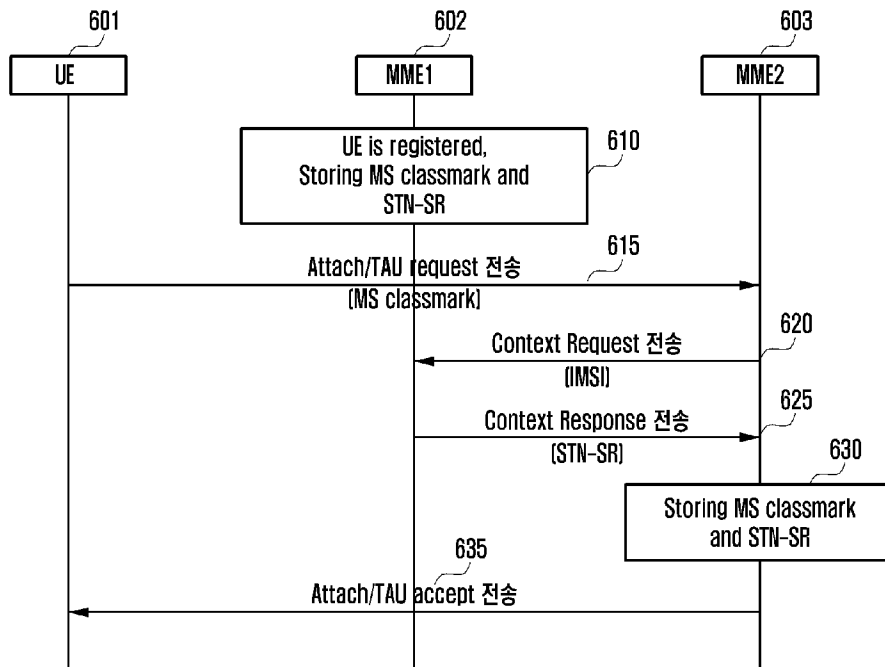 601
602
603
UE
MME1
MME2
610
UE is registered,
Storing MS classmark and
STN-SR
615
Attach/TAU request 전송
(MS classmark)
620
Context Request 전송
(IMSI)
625
Context Response 전송
(STN-SR)
630
Storing MS classmark
and STN-SR
635
Attach/TAU accept 전송